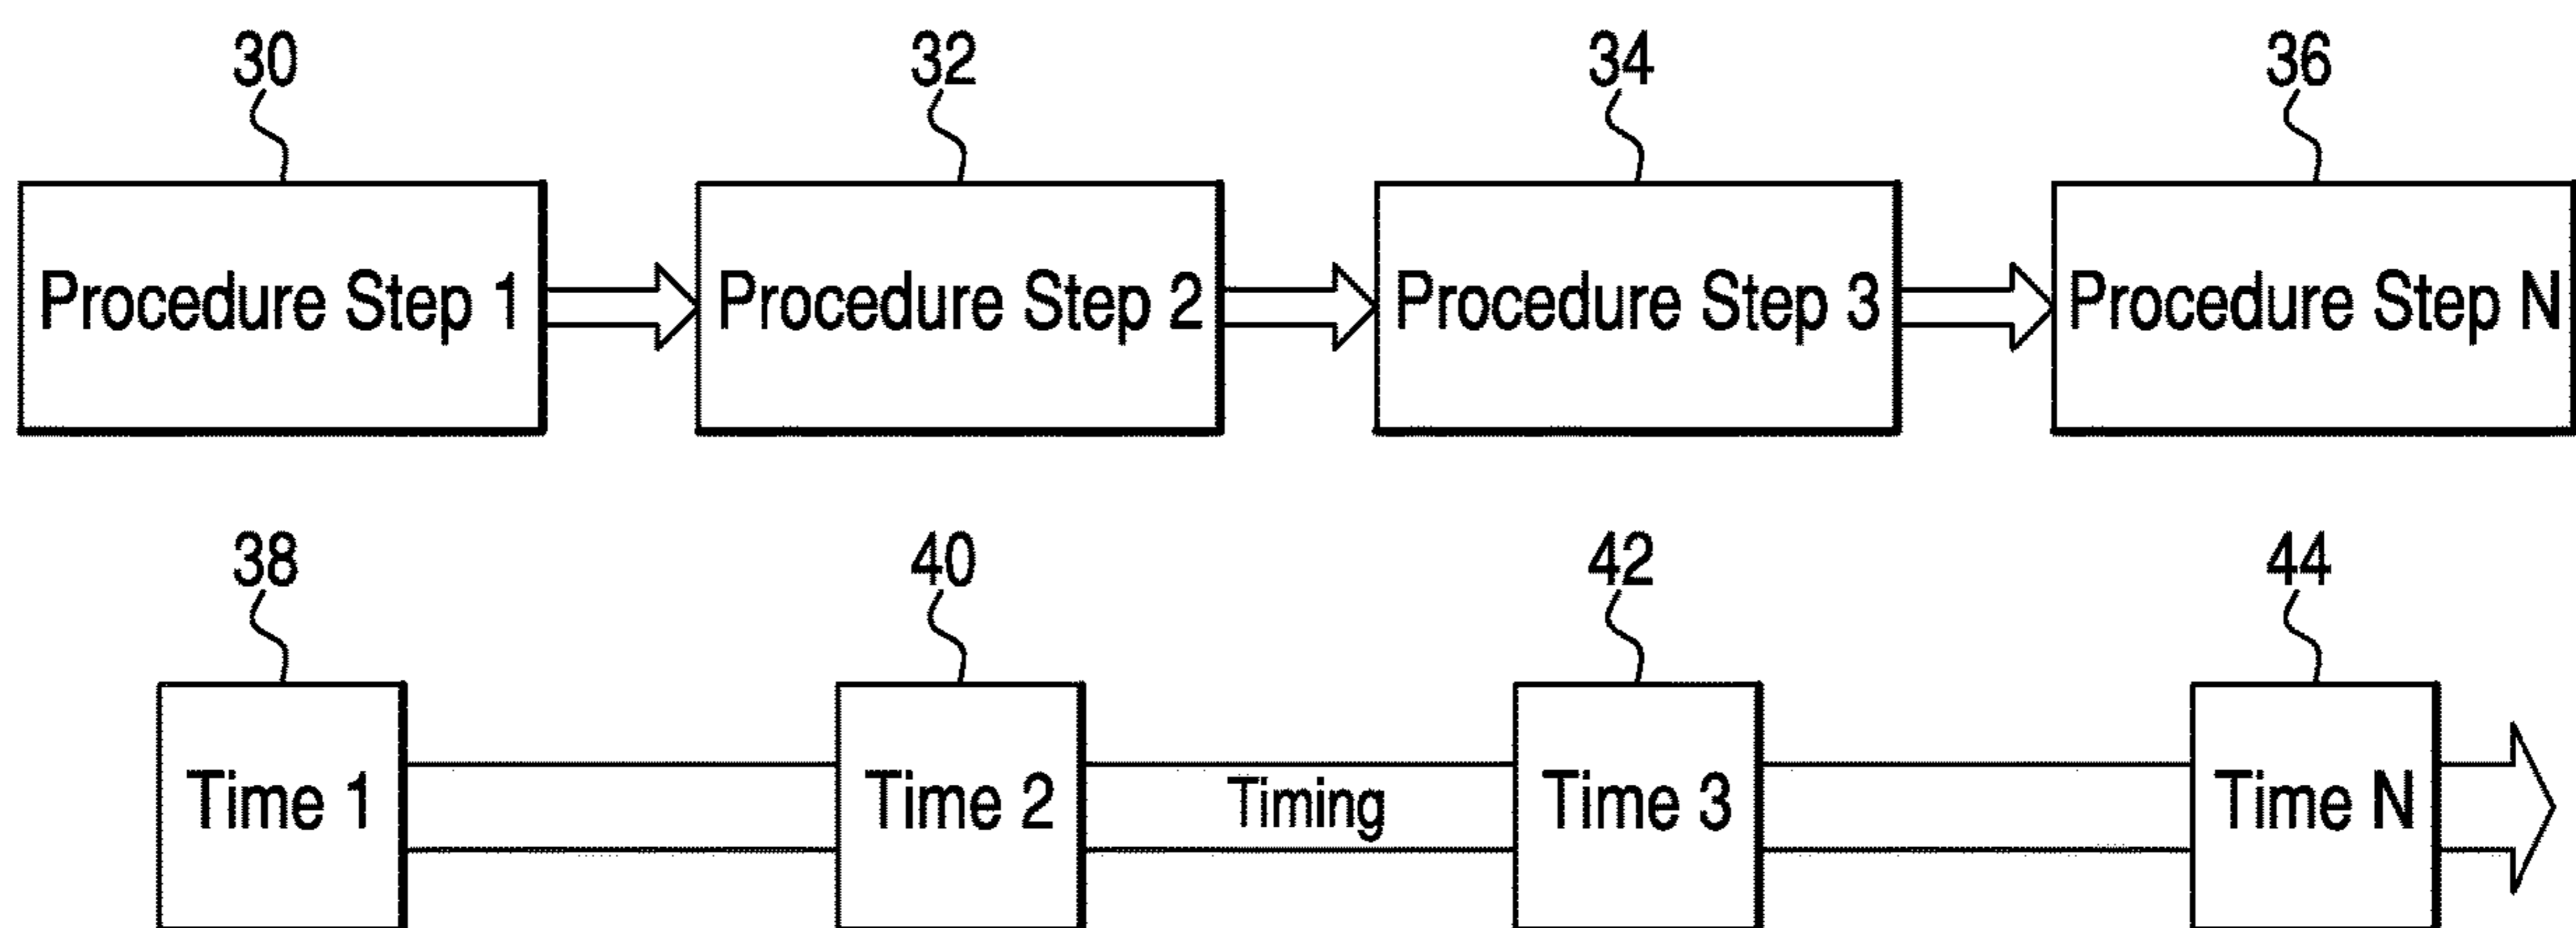 30 32 34 36
Procedure Step 1 Procedure Step 2 Procedure Step 3 Procedure Step N
38 40 42 44
Time 1 Time 2 Timing Time 3 Time N